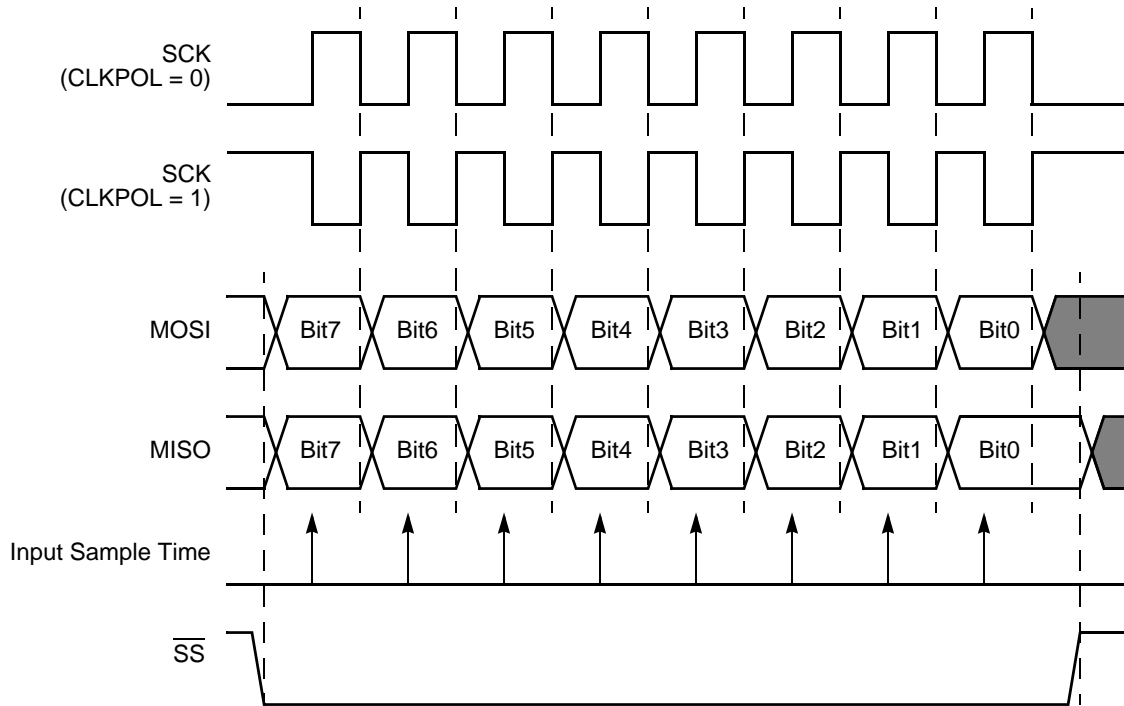 SCK
(CLKPOL = 0)
SCK
(CLKPOL = 1)
MOSI
Bit7 Bit6 Bit5 Bit4 Bit3 Bit2 Bit1 Bit0
MISO
Bit7 Bit6 Bit5 Bit4 Bit3 Bit2 Bit1 Bit0
Input Sample Time
S̅S̅